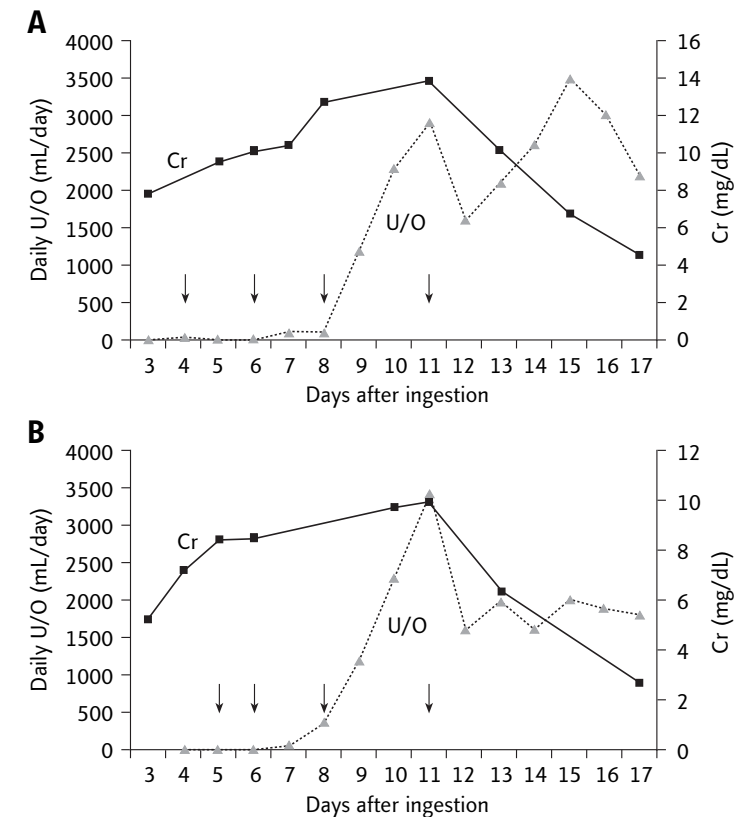 A
4000
3500
3000
2500
2000
1500
1000
500
0
Daily U/O (mL/day)
16
14
12
10
8
6
4
2
0
Cr (mg/dL)
Cr
U/O
3 4 5 6 7 8 9 10 11 12 13 14 15 16 17
Days after ingestion
B
4000
3500
3000
2500
2000
1500
1000
500
0
Daily U/O (mL/day)
12
10
8
6
4
2
0
Cr (mg/dL)
Cr
U/O
3 4 5 6 7 8 9 10 11 12 13 14 15 16 17
Days after ingestion